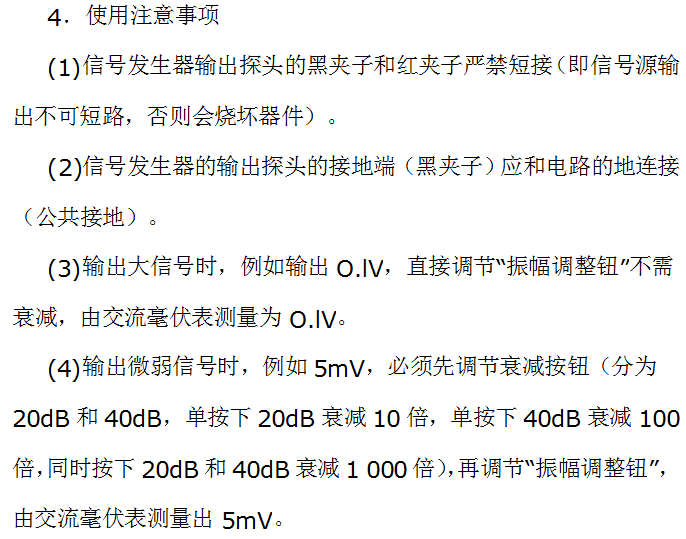 4．使用注意事项
(1)信号发生器输出探头的黑夹子和红夹子严禁短接(即信号源输
出不可短路，否则会烧坏器件)。
(2)信号发生器的输出探头的接地端（黑夹子）应和电路的地连接
（公共接地）。
(3)输出大信号时，例如输出 O.lV，直接调节“振幅调整钮”不需
衰减，由交流毫伏表测量为 O.lV。
(4)输出微弱信号时，例如 5mV，必须先调节衰减按钮（分为
20dB 和 40dB，单按下 20dB 衰减 10 倍，单按下 40dB 衰减 100
倍，同时按下 20dB 和 40dB 衰减 1 000 倍），再调节“振幅调整钮”，
由交流毫伏表测量出 5mV。